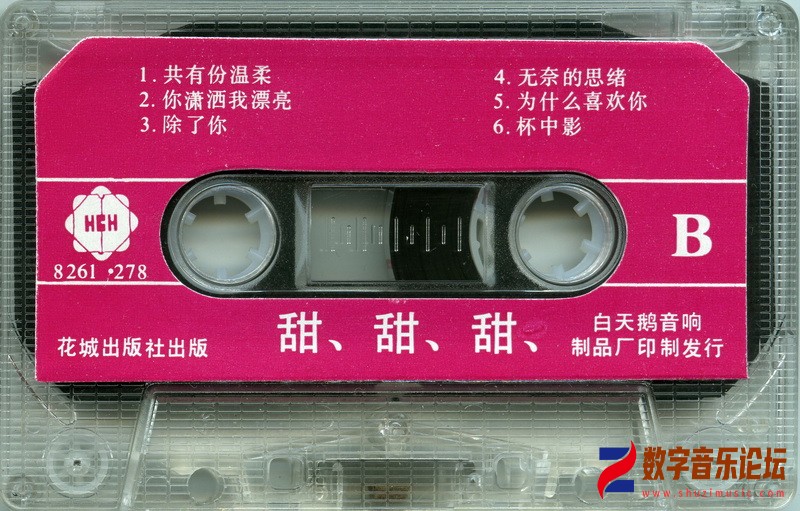 1.共有份温柔
2.你潇洒我漂亮
3.除了你
4.无奈的思绪
5.为什么喜欢你
6.杯中影
HCH
8261·278
B
花城出版社出版
甜、甜、甜、
白天鹅音响
制品厂印制发行
数字音乐论坛
www.shuzimusic.com